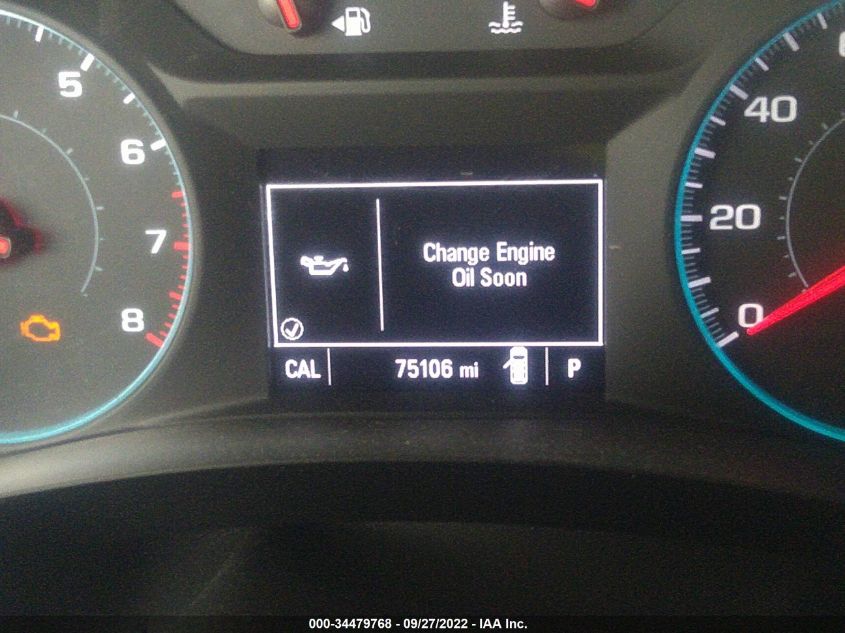 5
6
7
8
40
20
0
Change Engine
Oil Soon
CAL
75106 mi
P
000-34479768 - 09/27/2022 - IAA Inc.